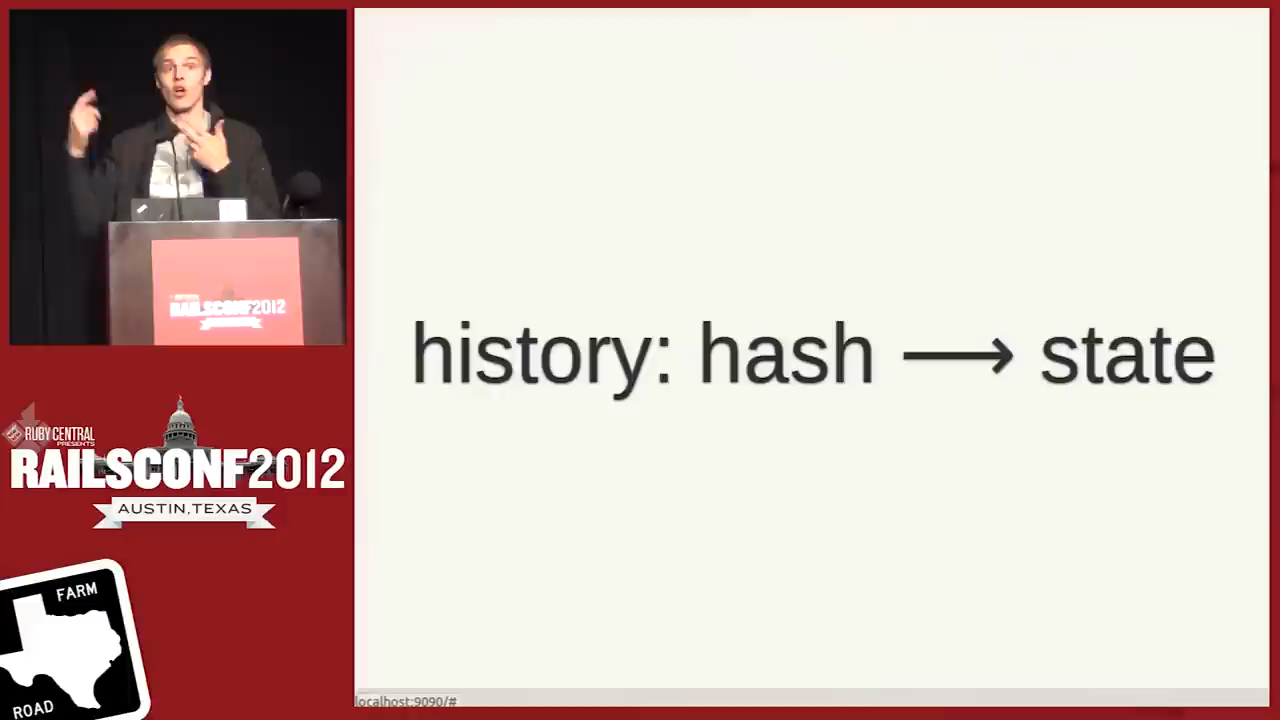 RAILSCONF2012
RUBY CENTRAL
PRESENTS
RAILSCONF2012
AUSTIN, TEXAS
FARM
ROAD
history: hash ⟶ state
localhost:9090/#